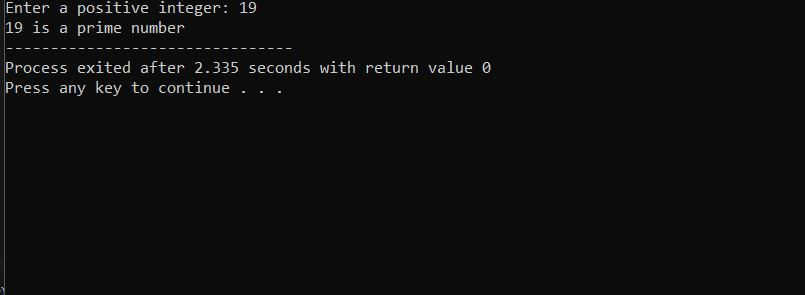 Enter a positive integer: 19
19 is a prime number
--------------------------------
Process exited after 2.335 seconds with return value 0
Press any key to continue . . .